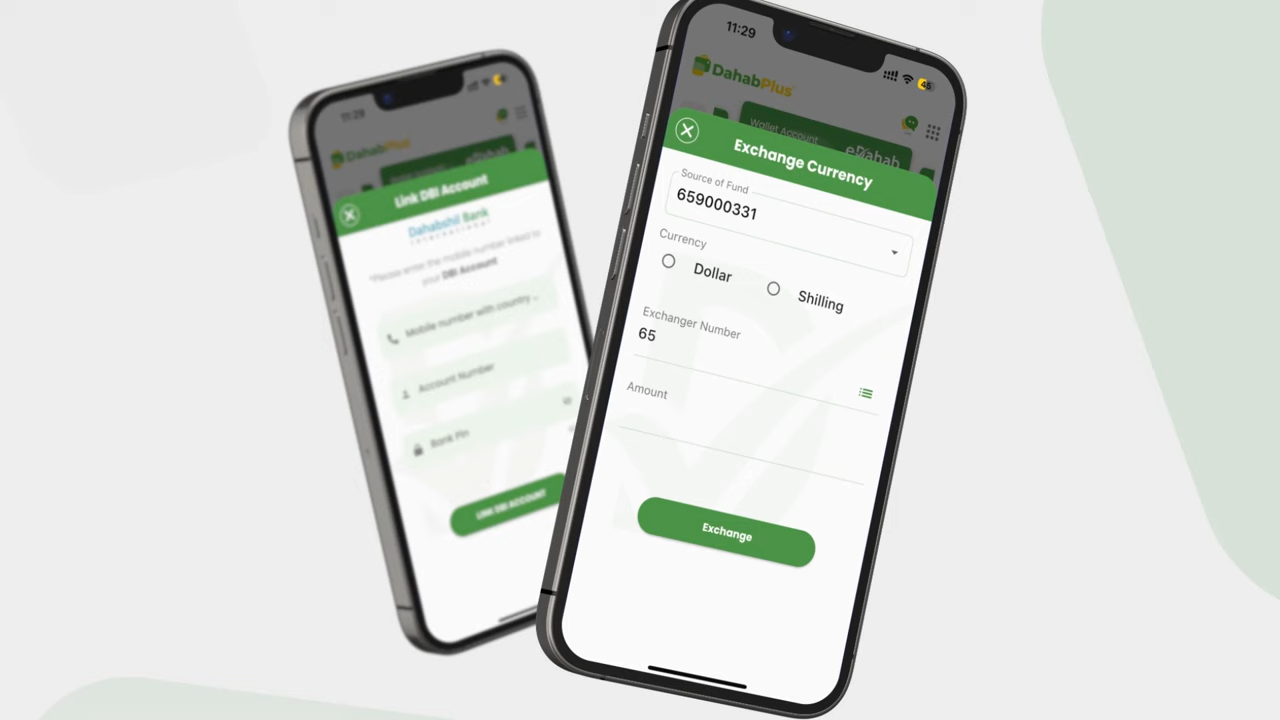 11:29
DahabPlus
Link DBI Account
Dahabshil Bank
International
*Please enter the mobile number linked to
your DBI Account
Mobile number with country ...
Account Number
Bank Pin
LINK DBI ACCOUNT
11:29
45
DahabPlus
Wallet Account
eDahab
Exchange Currency
Source of Fund
659000331
Currency
Dollar
Shilling
Exchanger Number
65
Amount
Exchange